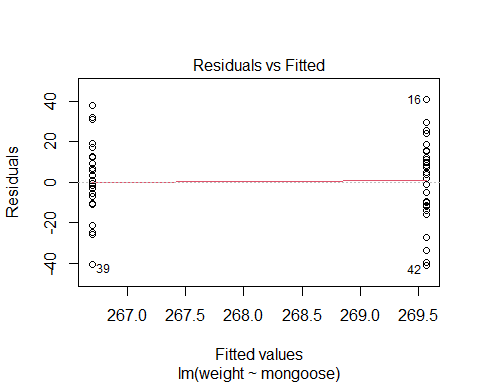 Residuals vs Fitted
Residuals
40
20
0
-20
-40
16
39
42
267.0 267.5 268.0 268.5 269.0 269.5
Fitted values
lm(weight ~ mongoose)